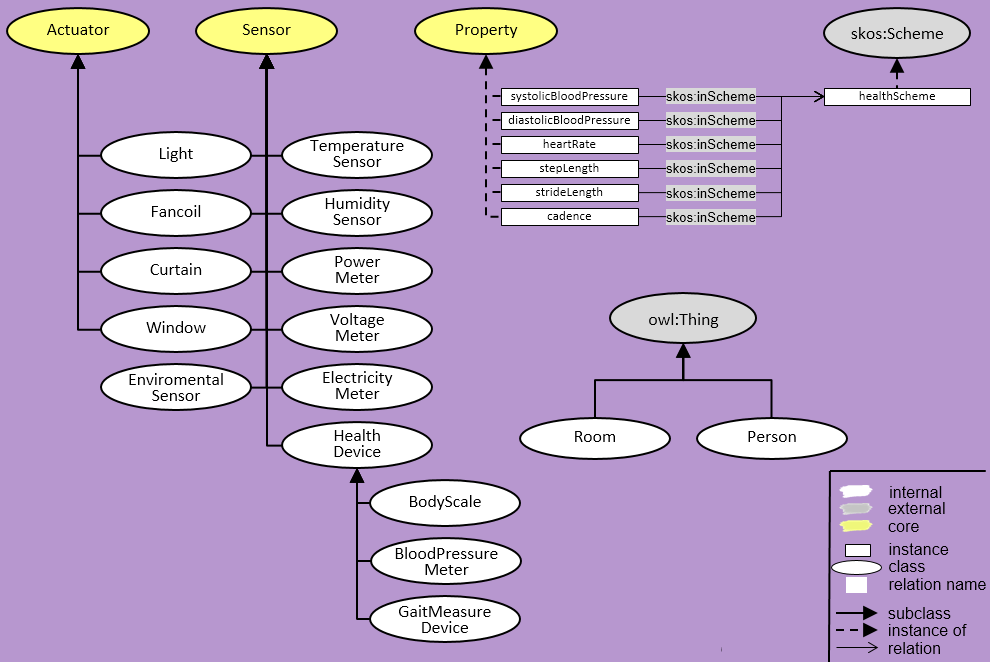 Actuator
Sensor
Property
skos:Scheme
systolicBloodPressure
skos:inScheme
healthScheme
diastolicBloodPressure
skos:inScheme
heartRate
skos:inScheme
stepLength
skos:inScheme
strideLength
skos:inScheme
cadence
skos:inScheme
Light
Temperature
Sensor
Fancoil
Humidity
Sensor
Curtain
Power
Meter
Window
Voltage
Meter
Enviromental
Sensor
Electricity
Meter
Health
Device
BodyScale
BloodPressure
Meter
GaitMeasure
Device
owl:Thing
Room
Person
internal
external
core
instance
class
relation name
subclass
instance of
relation